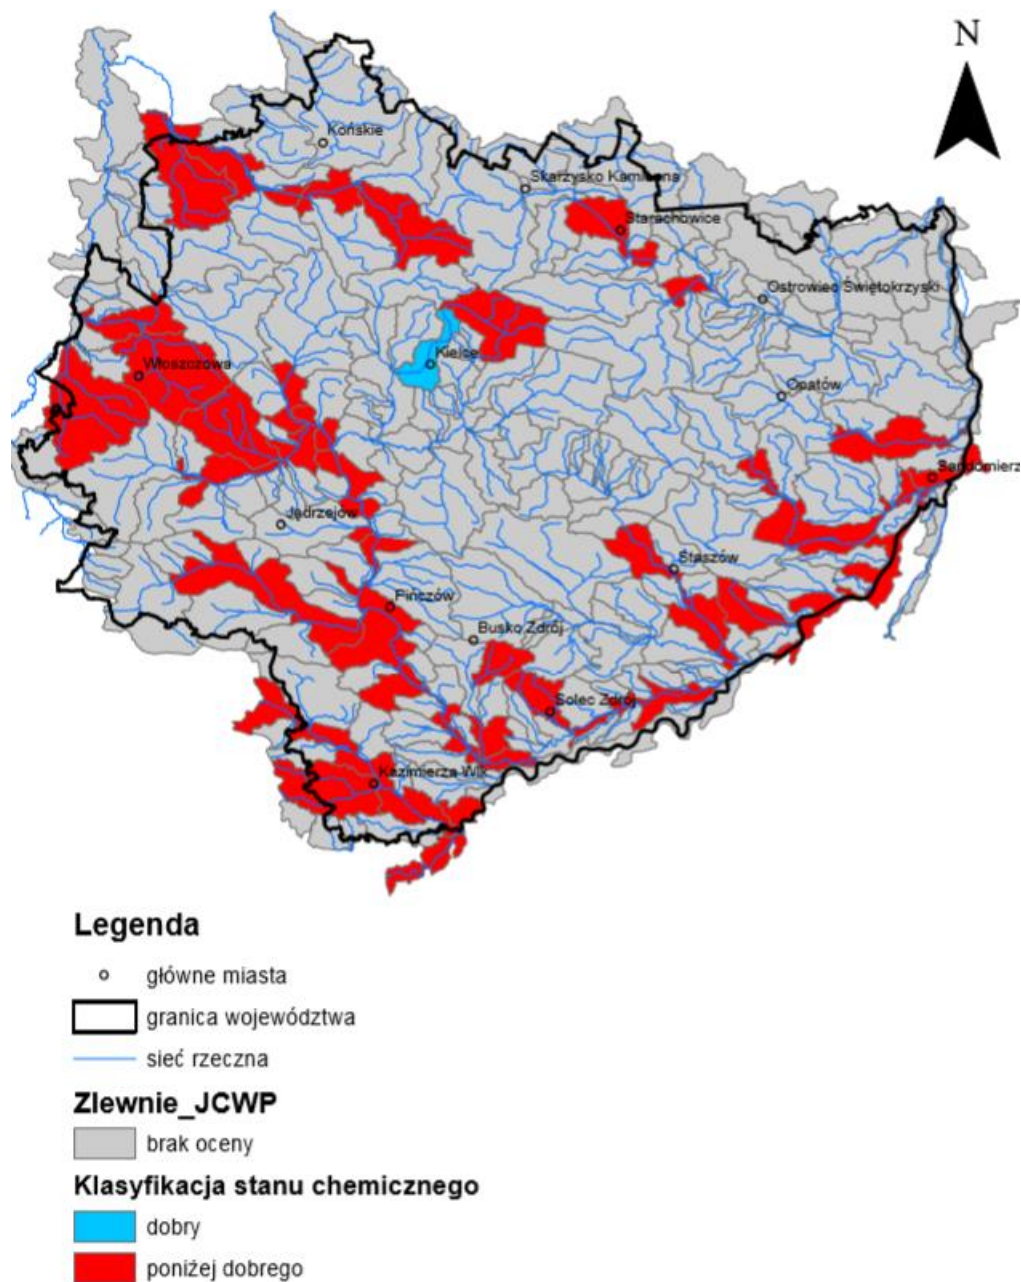 N
Końskie
Skarżysko Kamienna
Starachowice
Ostrowiec Świętokrzyski
Kielce
Włoszczowa
Opatów
Sandomierz
Jędrzejów
Staszów
Pińczów
Busko Zdrój
Solec Zdrój
Kazimierza Wlk
Legenda
główne miasta
granica województwa
sieć rzeczna
Zlewnie_JCWP
brak oceny
Klasyfikacja stanu chemicznego
dobry
poniżej dobrego